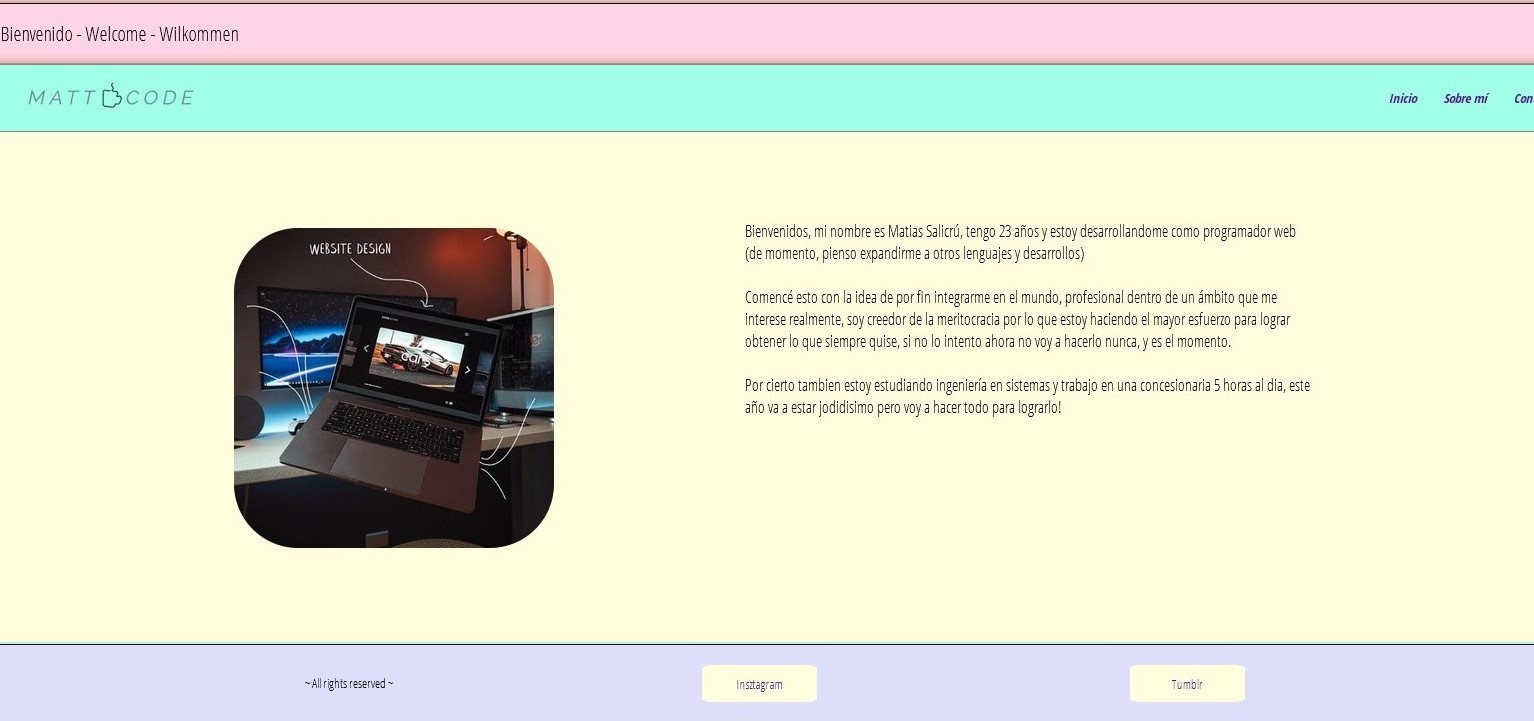 Bienvenido - Welcome - Wilkommen
MATT CODE
Inicio Sobre mí Con
WEBSITE DESIGN
cars
Bienvenidos, mi nombre es Matias Salicrú, tengo 23 años y estoy desarrollandome como programador web
(de momento, pienso expandirme a otros lenguajes y desarrollos)
Comencé esto con la idea de por fin integrarme en el mundo, profesional dentro de un ámbito que me
interese realmente, soy creedor de la meritocracia por lo que estoy haciendo el mayor esfuerzo para lograr
obtener lo que siempre quise, si no lo intento ahora no voy a hacerlo nunca, y es el momento.
Por cierto tambien estoy estudiando ingeniería en sistemas y trabajo en una concesionaria 5 horas al dia, este
año va a estar jodidisimo pero voy a hacer todo para lograrlo!
~ All rights reserved ~
Insztagram
Tumblr